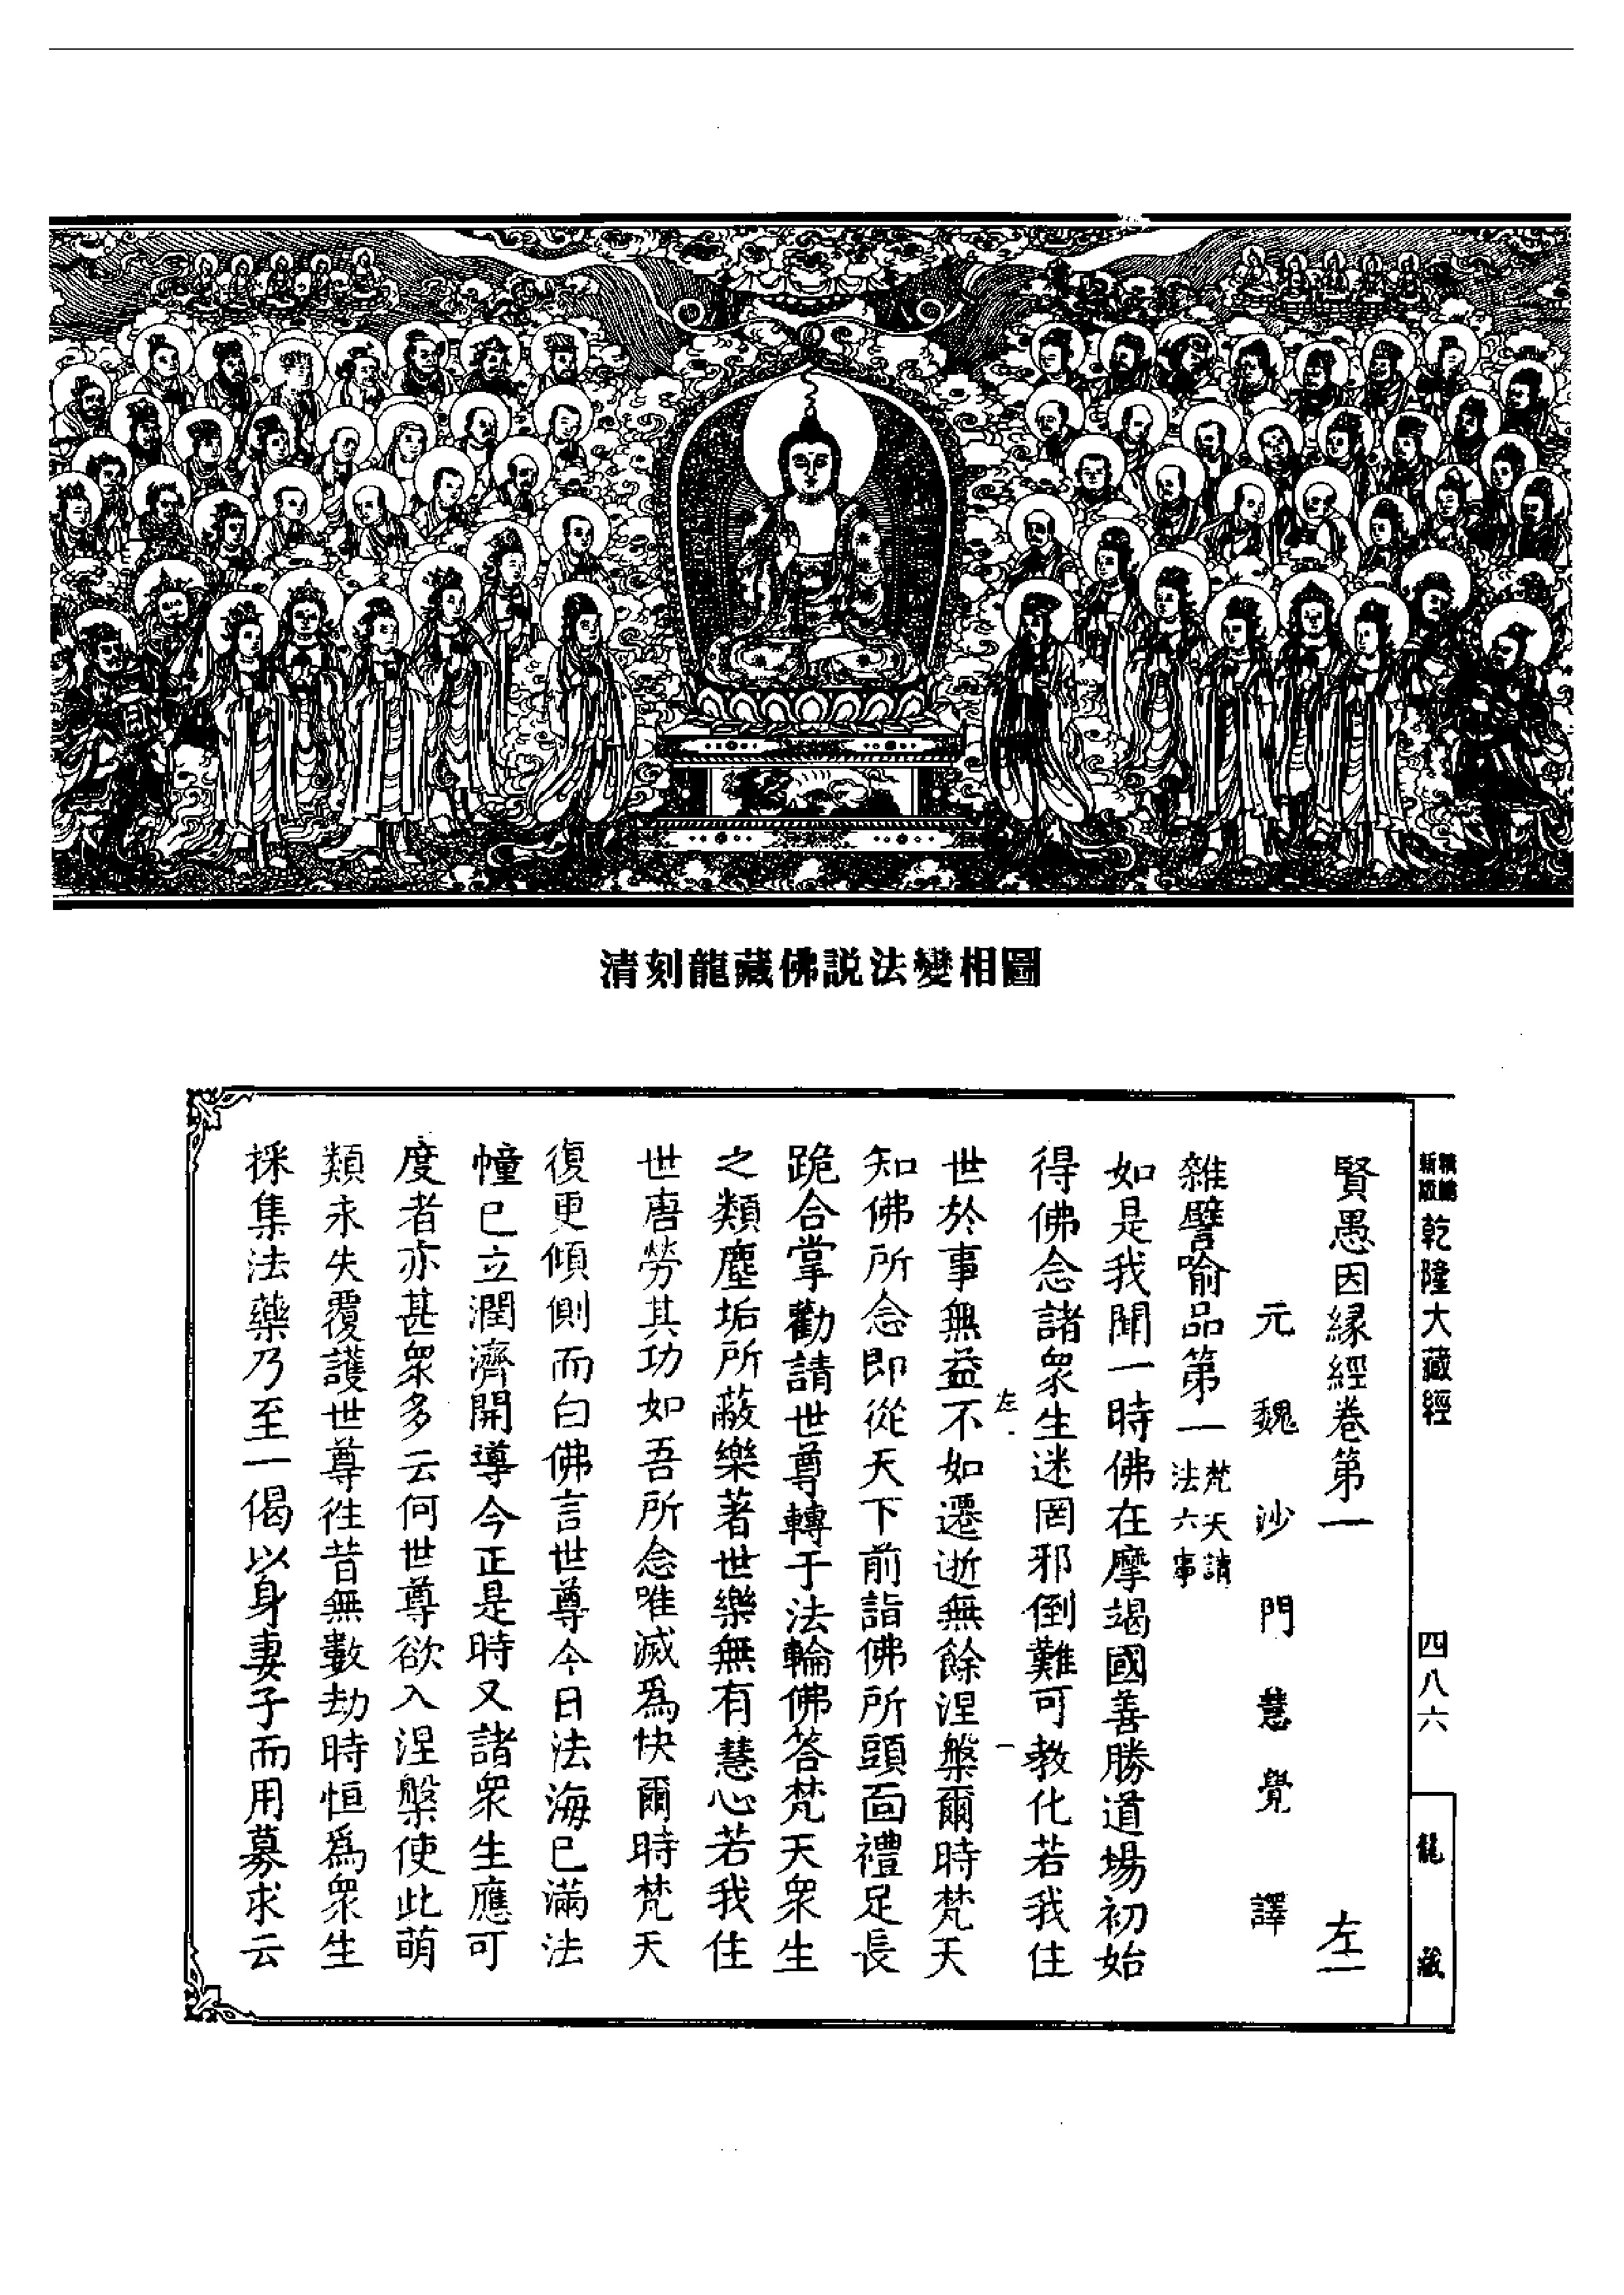 清刻龍藏佛説法變相圖
新版
精縮
乾隆大藏經
四八六
龍藏
賢愚因縁經卷第一 左一
元魏沙門慧覺譯
雜譬喻品第一 梵天請法六事
如是我聞一時佛在摩竭國善勝道場初始
得佛念諸衆生迷罔邪倒難可教化若我住
左一 一
世於事無益不如遷逝無餘涅槃爾時梵天
知佛所念即從天下前詣佛所頭面禮足長
跪合掌勸請世尊轉于法輪佛答梵天衆生
之類塵垢所蔽樂著世樂無有慧心若我住
世唐勞其功如吾所念唯滅爲快爾時梵天
復更傾側而白佛言世尊今日法海已滿法
幢已立潤濟開導今正是時又諸衆生應可
度者亦甚衆多云何世尊欲入涅槃使此萌
類永失覆護世尊往昔無數劫時恒爲衆生
採集法藥乃至一偈以身妻子而用募求云